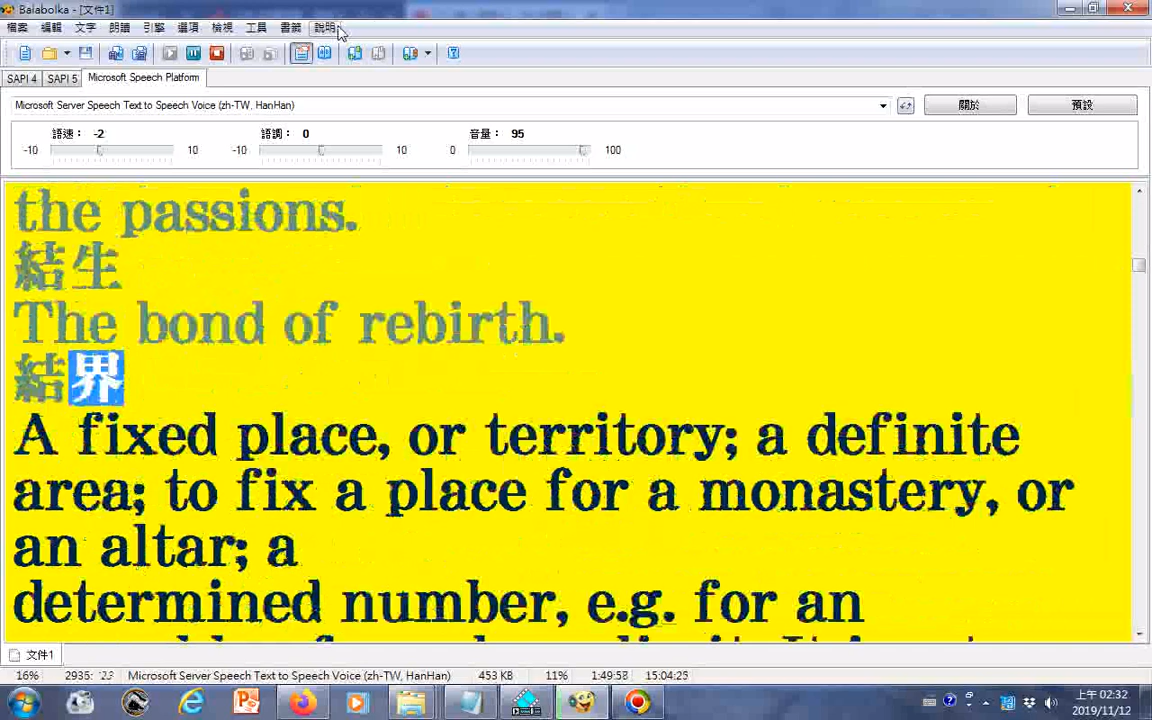 Balabolka - [文件1]
檔案 編輯 文字 朗讀 引擎 選項 檢視 工具 書籤 說明
SAPI 4 SAPI 5 Microsoft Speech Platform
Microsoft Server Speech Text to Speech Voice (zh-TW, HanHan) 關於 預設
語速： -2 語調： 0 音量： 95
-10 10 -10 10 0 100
the passions.
結生
The bond of rebirth.
結界
A fixed place, or territory; a definite
area; to fix a place for a monastery, or
an altar; a
determined number, e.g. for an
文件1
16% 2935: 23 Microsoft Server Speech Text to Speech Voice (zh-TW, HanHan) 453 KB 11% 1:49:58 15:04:25
上午 02:32
2019/11/12